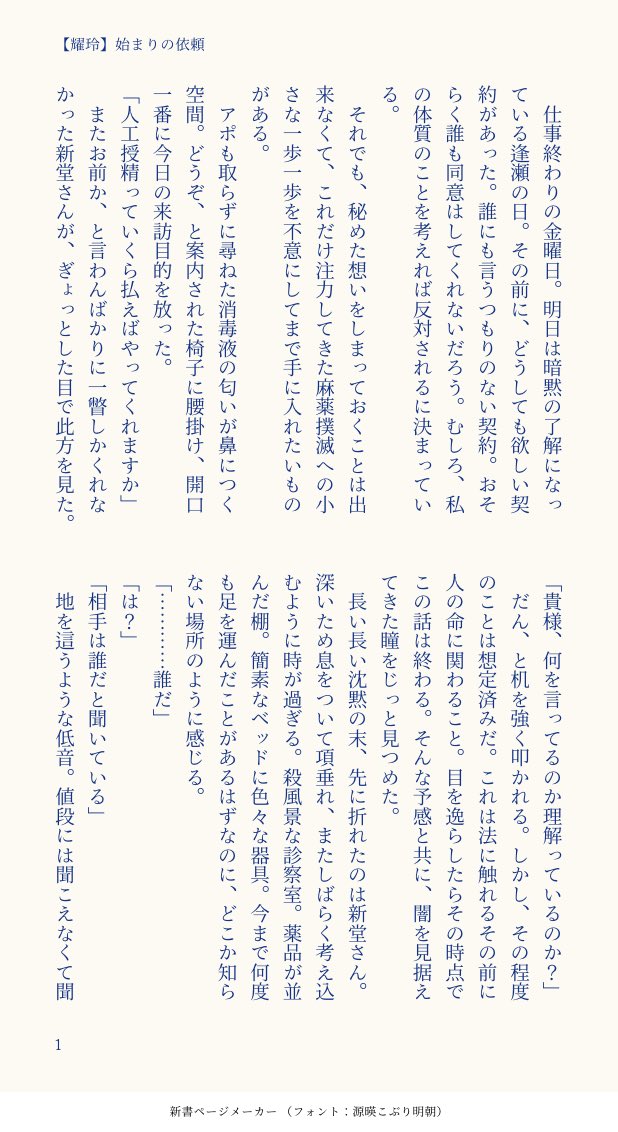 【耀玲】始まりの依頼
　仕事終わりの金曜日。明日は暗黙の了解になっ
ている逢瀬の日。その前に、どうしても欲しい契
約があった。誰にも言うつもりのない契約。おそ
らく誰も同意はしてくれないだろう。むしろ、私
の体質のことを考えれば反対されるに決まってい
る。
　それでも、秘めた想いをしまっておくことは出
来なくて、これだけ注力してきた麻薬撲滅への小
さな一歩一歩を不意にしてまで手に入れたいもの
がある。
　アポも取らずに尋ねた消毒液の匂いが鼻につく
空間。どうぞ、と案内された椅子に腰掛け、開口
一番に今日の来訪目的を放った。
「人工授精っていくら払えばやってくれますか」
　またお前か、と言わんばかりに一瞥しかくれな
かった新堂さんが、ぎょっとした目で此方を見た。
「貴様、何を言ってるのか理解っているのか？」
　だん、と机を強く叩かれる。しかし、その程度
のことは想定済みだ。これは法に触れるその前に
人の命に関わること。目を逸らしたらその時点で
この話は終わる。そんな予感と共に、闇を見据え
てきた瞳をじっと見つめた。
　長い長い沈黙の末、先に折れたのは新堂さん。
深いため息をついて項垂れ、またしばらく考え込
むように時が過ぎる。殺風景な診察室。薬品が並
んだ棚。簡素なベッドに色々な器具。今まで何度
も足を運んだことがあるはずなのに、どこか知ら
ない場所のように感じる。
「…………誰だ」
「は？」
「相手は誰だと聞いている」
　地を這うような低音。値段には聞こえなくて聞
1
新書ページメーカー（フォント：源暎こぶり明朝）